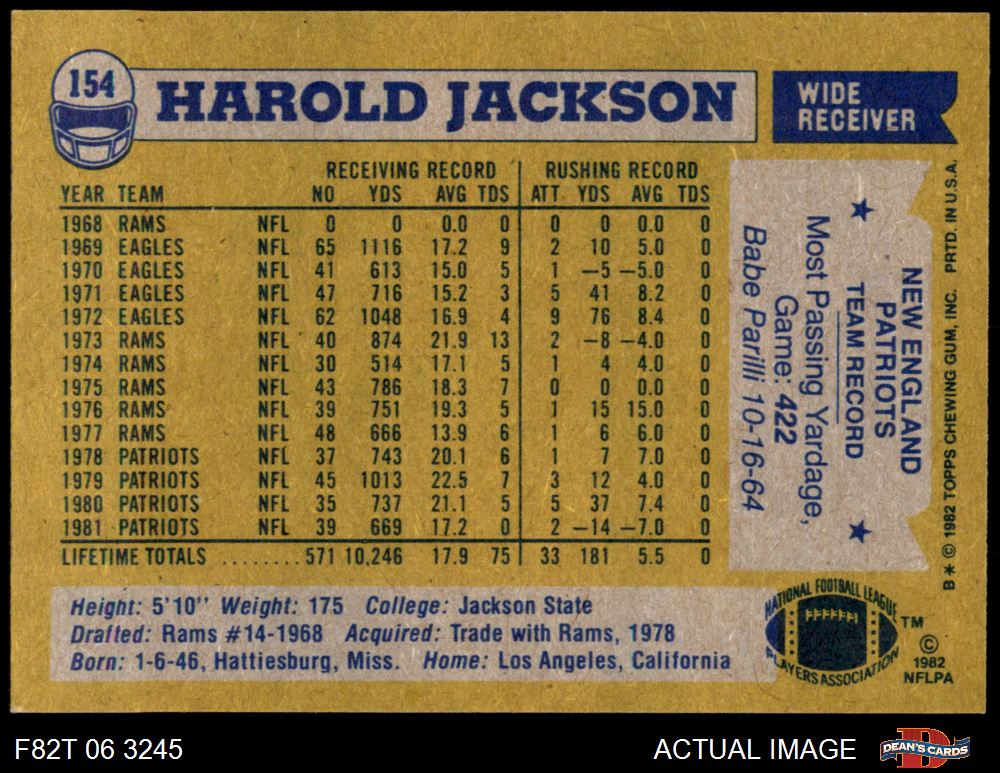 154
HAROLD JACKSON
WIDE
RECEIVER
RECEIVING RECORD RUSHING RECORD
YEAR TEAM NO YDS AVG TDS ATT YDS AVG TDS
1968 RAMS NFL 0 0 0.0 0 0 0 0.0 0
1969 EAGLES NFL 65 1116 17.2 9 2 10 5.0 0
1970 EAGLES NFL 41 613 15.0 5 1 –5 –5.0 0
1971 EAGLES NFL 47 716 15.2 3 5 41 8.2 0
1972 EAGLES NFL 62 1048 16.9 4 9 76 8.4 0
1973 RAMS NFL 40 874 21.9 13 2 –8 –4.0 0
1974 RAMS NFL 30 514 17.1 5 1 4 4.0 0
1975 RAMS NFL 43 786 18.3 7 0 0 0.0 0
1976 RAMS NFL 39 751 19.3 5 1 15 15.0 0
1977 RAMS NFL 48 666 13.9 6 1 6 6.0 0
1978 PATRIOTS NFL 37 743 20.1 6 1 7 7.0 0
1979 PATRIOTS NFL 45 1013 22.5 7 3 12 4.0 0
1980 PATRIOTS NFL 35 737 21.1 5 5 37 7.4 0
1981 PATRIOTS NFL 39 669 17.2 0 2 –14 –7.0 0
LIFETIME TOTALS ........ 571 10,246 17.9 75 33 181 5.5 0
NEW ENGLAND
PATRIOTS
TEAM RECORD
Most Passing Yardage,
Game: 422
Babe Parilli 10-16-64
B * © 1982 TOPPS CHEWING GUM, INC. PRTD. IN U.S.A.
Height: 5'10" Weight: 175 College: Jackson State
Drafted: Rams #14-1968 Acquired: Trade with Rams, 1978
Born: 1-6-46, Hattiesburg, Miss. Home: Los Angeles, California
NATIONAL FOOTBALL LEAGUE
PLAYERS ASSOCIATION
TM
©
1982
NFLPA
F82T 06 3245 ACTUAL IMAGE DEAN'S CARDS